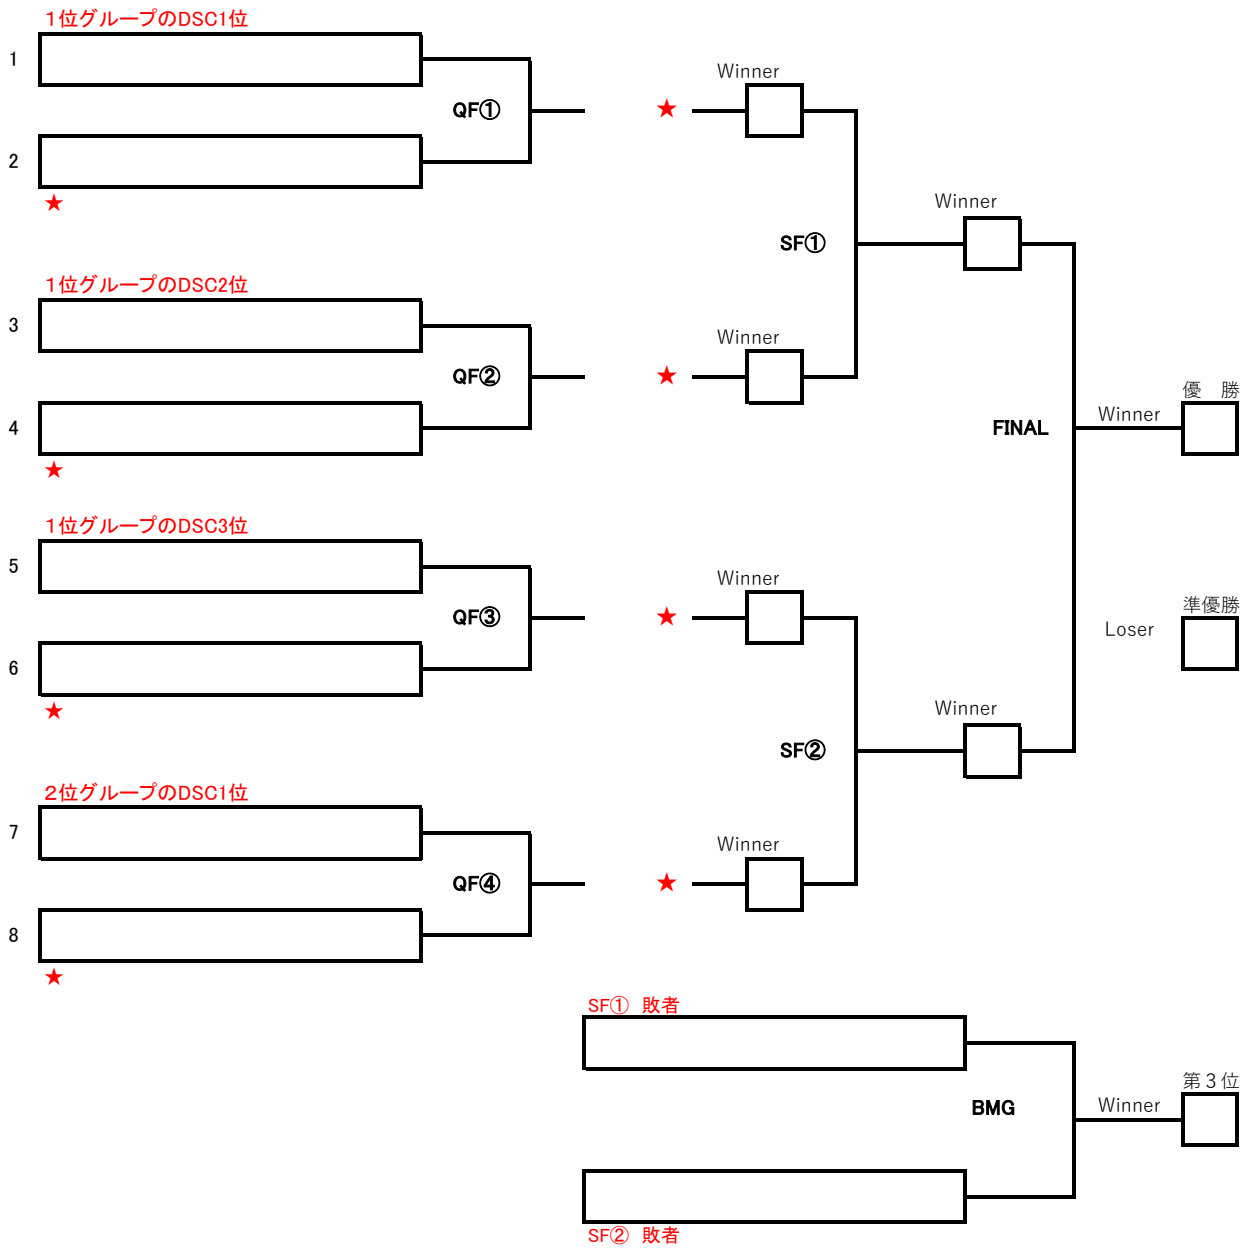 １位グループのDSC1位
1
QF①
2
★
１位グループのDSC2位
3
QF②
4
★
１位グループのDSC3位
5
QF③
6
★
２位グループのDSC1位
7
QF④
8
★
★
Winner
SF①
★
Winner
★
Winner
SF②
★
Winner
Winner
FINAL
Winner
Winner
優　勝
Loser
準優勝
SF①　敗者
BMG
SF②　敗者
Winner
第３位